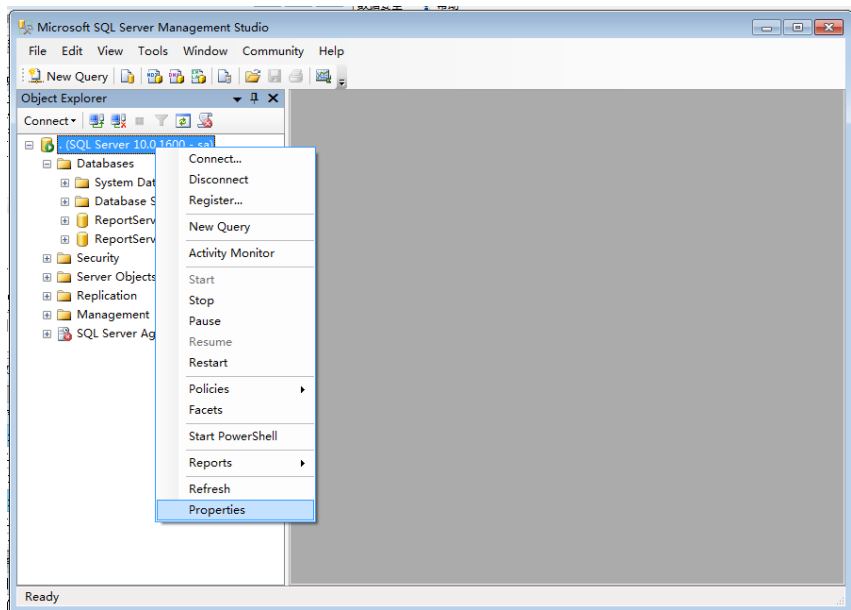 Microsoft SQL Server Management Studio
File Edit View Tools Window Community Help
New Query
Object Explorer
Connect
. (SQL Server 10.0.1600 - sa)
Databases
System Dat
Database S
ReportServ
ReportServ
Security
Server Objects
Replication
Management
SQL Server Ag
Connect...
Disconnect
Register...
New Query
Activity Monitor
Start
Stop
Pause
Resume
Restart
Policies
Facets
Start PowerShell
Reports
Refresh
Properties
Ready